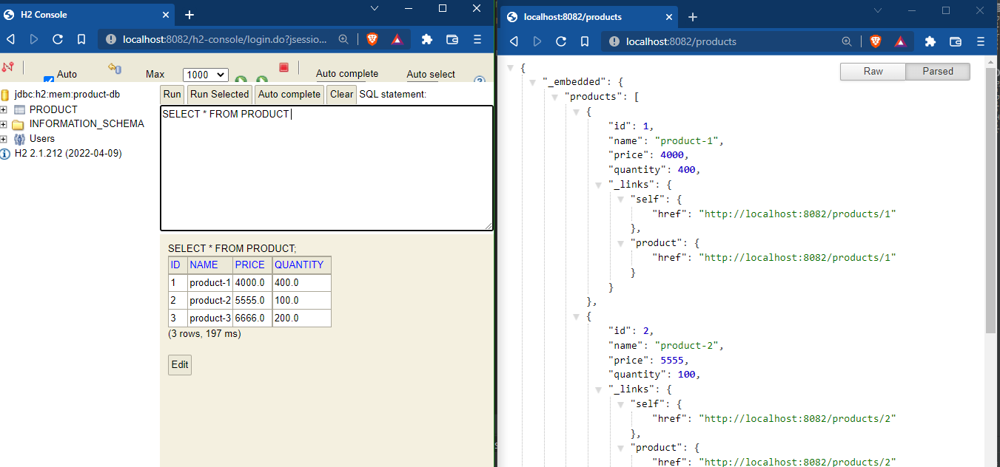 H2 Console
localhost:8082/h2-console/login.do?jsessio...
Auto
Max
1000
Auto complete
Auto select
jdbc:h2:mem:product-db
PRODUCT
INFORMATION_SCHEMA
Users
H2 2.1.212 (2022-04-09)
Run
Run Selected
Auto complete
Clear
SQL statement:
SELECT * FROM PRODUCT
SELECT * FROM PRODUCT;
ID NAME PRICE QUANTITY
1 product-1 4000.0 400.0
2 product-2 5555.0 100.0
3 product-3 6666.0 200.0
(3 rows, 197 ms)
Edit
localhost:8082/products
localhost:8082/products
Raw
Parsed
{
"_embedded": {
"products": [
{
"id": 1,
"name": "product-1",
"price": 4000,
"quantity": 400,
"_links": {
"self": {
"href": "http://localhost:8082/products/1"
},
"product": {
"href": "http://localhost:8082/products/1"
}
}
},
{
"id": 2,
"name": "product-2",
"price": 5555,
"quantity": 100,
"_links": {
"self": {
"href": "http://localhost:8082/products/2"
},
"product": {
"href": "http://localhost:8082/products/2"